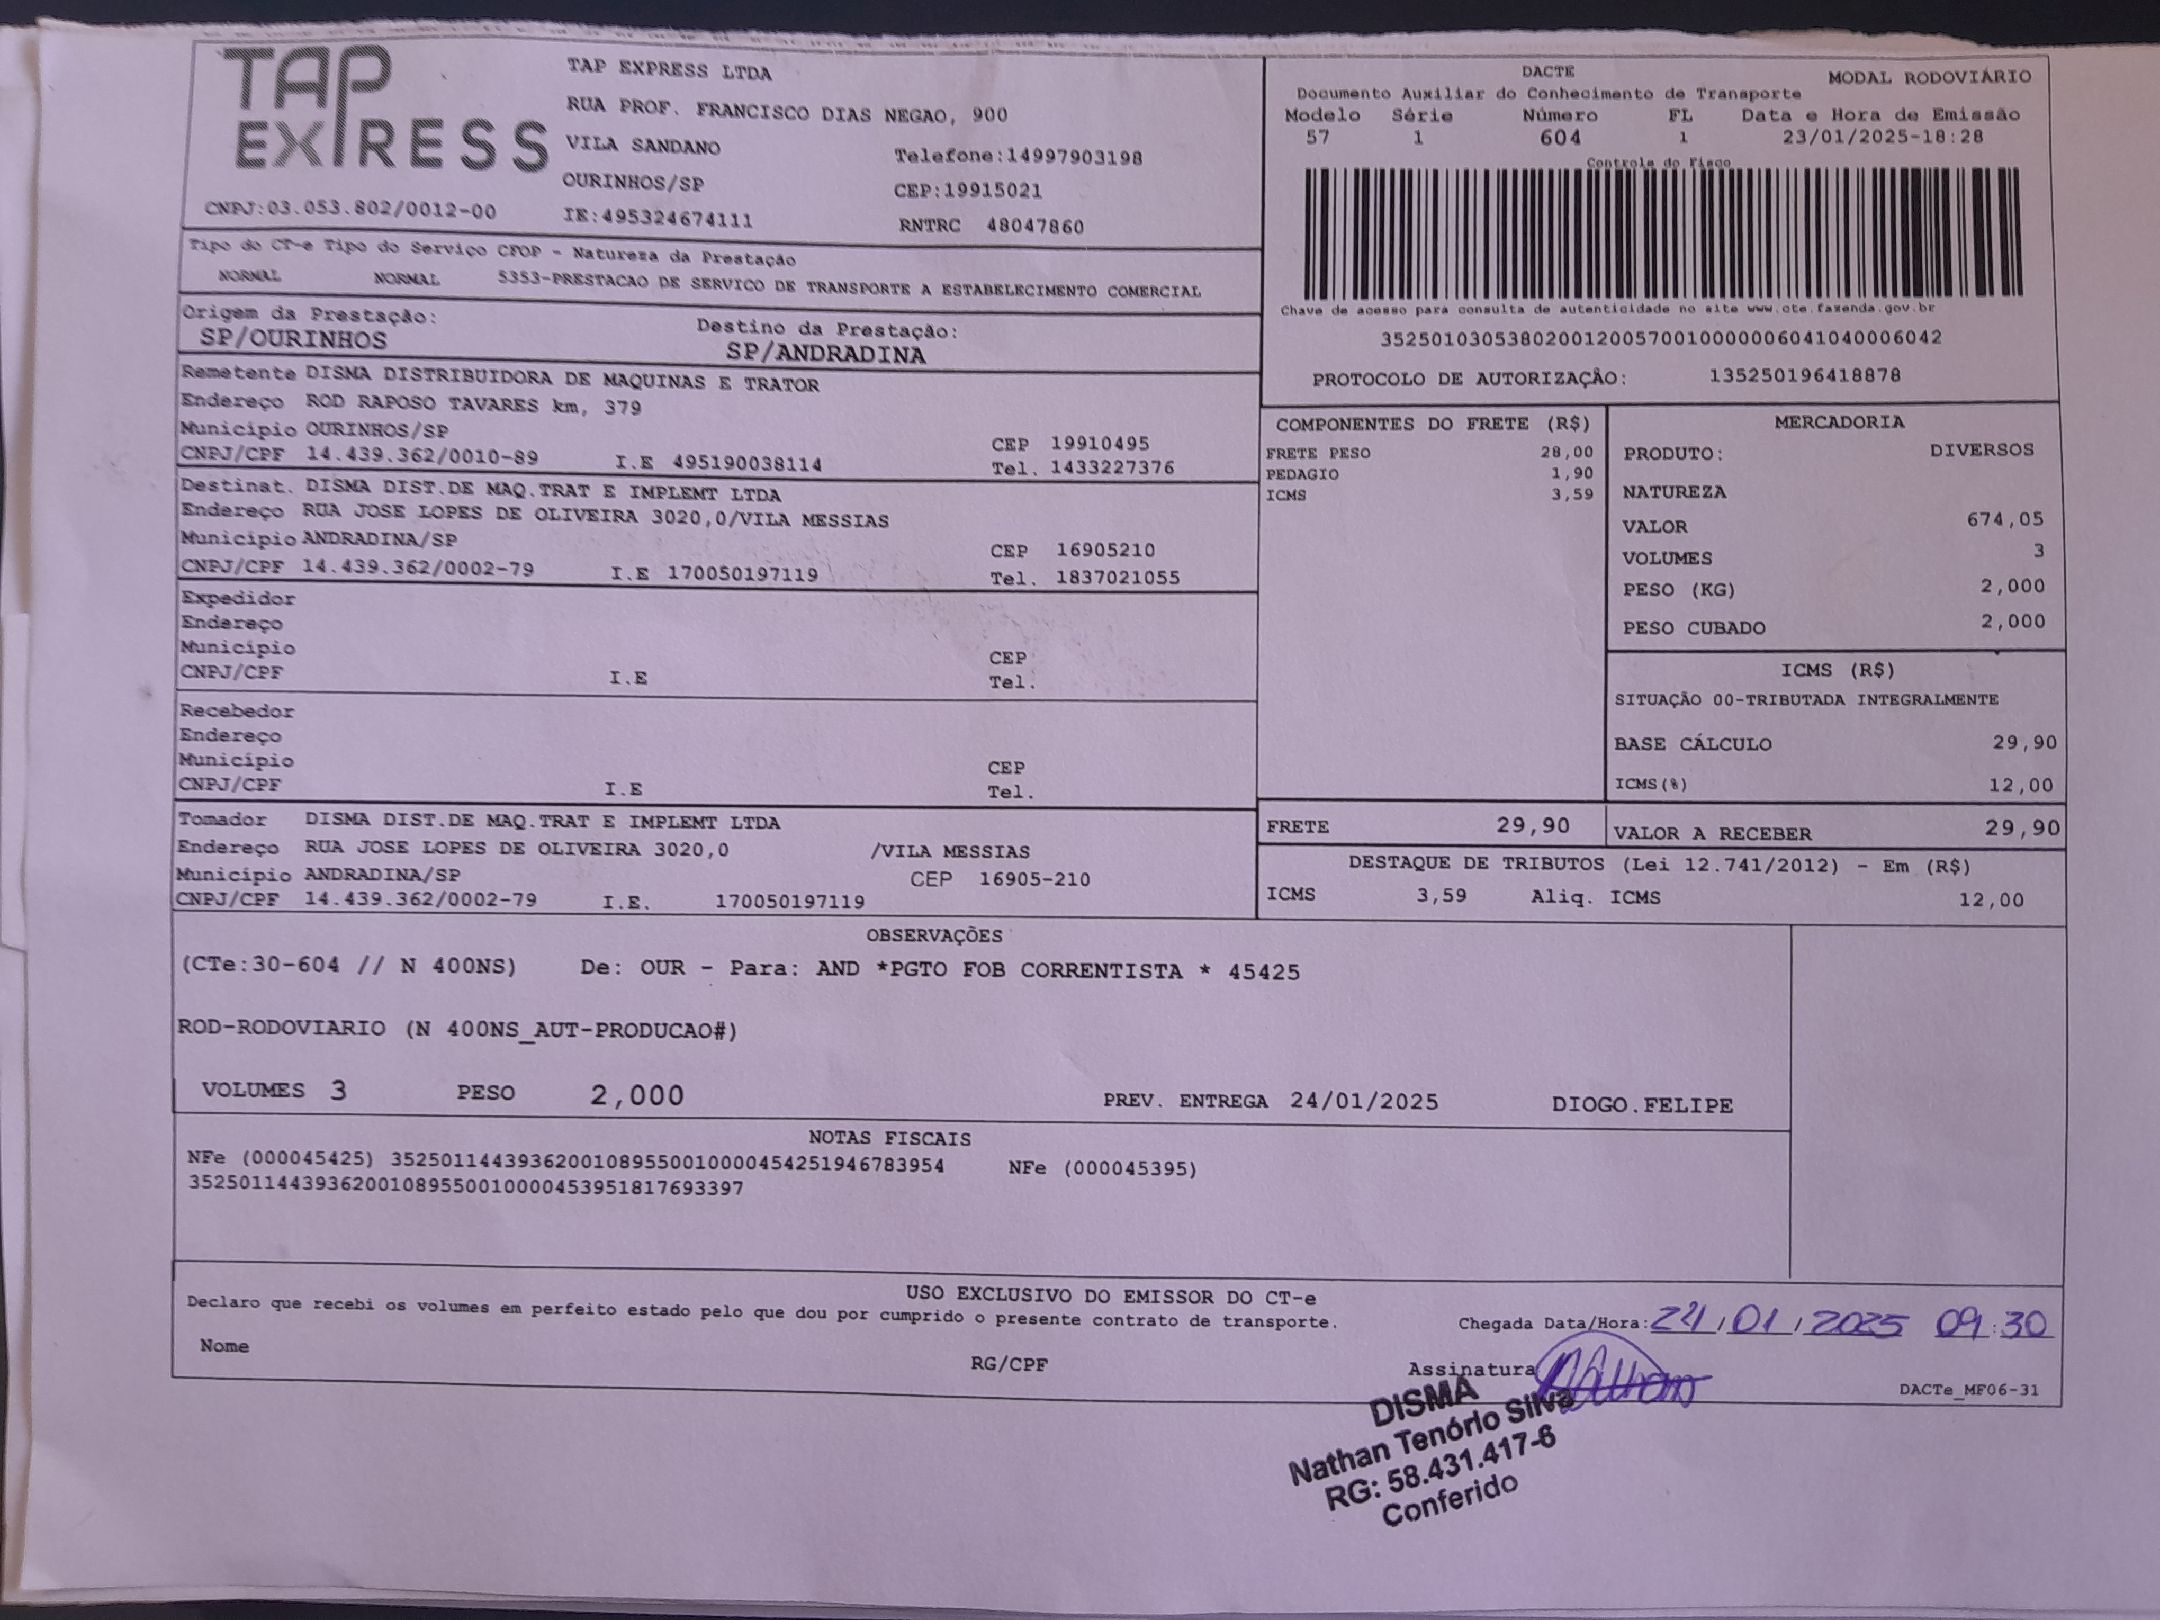 TAP
EXPRESS
CNPJ:03.053.802/0012-00
TAP EXPRESS LTDA
RUA PROF. FRANCISCO DIAS NEGAO, 900
VILA SANDANO
Telefone:14997903198
OURINHOS/SP
CEP:19915021
IE:495324674111
RNTRC 48047860
DACTE
MODAL RODOVIÁRIO
Documento Auxiliar do Conhecimento de Transporte
Modelo Série Número FL Data e Hora de Emissão
57 1 604 1 23/01/2025-18:28
Controle do Fisco
Chave de acesso para consulta de autenticidade no site www.cte.fazenda.gov.br
35250103053802001200570010000006041040006042
PROTOCOLO DE AUTORIZAÇÃO: 135250196418878
Tipo do CT-e Tipo do Serviço CFOP - Natureza da Prestação
NORMAL NORMAL 5353-PRESTACAO DE SERVICO DE TRANSPORTE A ESTABELECIMENTO COMERCIAL
Origem da Prestação: Destino da Prestação:
SP/OURINHOS SP/ANDRADINA
Remetente DISMA DISTRIBUIDORA DE MAQUINAS E TRATOR
Endereço ROD RAPOSO TAVARES km, 379
Município OURINHOS/SP CEP 19910495
CNPJ/CPF 14.439.362/0010-89 I.E 495190038114 Tel. 1433227376
Destinat. DISMA DIST.DE MAQ.TRAT E IMPLEMT LTDA
Endereço RUA JOSE LOPES DE OLIVEIRA 3020,0/VILA MESSIAS
Município ANDRADINA/SP CEP 16905210
CNPJ/CPF 14.439.362/0002-79 I.E 170050197119 Tel. 1837021055
Expedidor
Endereço
Município CEP
CNPJ/CPF I.E Tel.
Recebedor
Endereço
Município CEP
CNPJ/CPF I.E Tel.
Tomador DISMA DIST.DE MAQ.TRAT E IMPLEMT LTDA
Endereço RUA JOSE LOPES DE OLIVEIRA 3020,0 /VILA MESSIAS
Município ANDRADINA/SP CEP 16905-210
CNPJ/CPF 14.439.362/0002-79 I.E. 170050197119
COMPONENTES DO FRETE (R$)
FRETE PESO 28,00
PEDAGIO 1,90
ICMS 3,59
MERCADORIA
PRODUTO: DIVERSOS
NATUREZA
VALOR 674,05
VOLUMES 3
PESO (KG) 2,000
PESO CUBADO 2,000
ICMS (R$)
SITUAÇÃO 00-TRIBUTADA INTEGRALMENTE
BASE CÁLCULO 29,90
ICMS(%) 12,00
FRETE 29,90 VALOR A RECEBER 29,90
DESTAQUE DE TRIBUTOS (Lei 12.741/2012) - Em (R$)
ICMS 3,59 Aliq. ICMS 12,00
OBSERVAÇÕES
(CTe:30-604 // N 400NS) De: OUR - Para: AND *PGTO FOB CORRENTISTA * 45425
ROD-RODOVIARIO (N 400NS_AUT-PRODUCAO#)
VOLUMES 3 PESO 2,000 PREV. ENTREGA 24/01/2025 DIOGO.FELIPE
NOTAS FISCAIS
NFe (000045425) 35250114439362001089550010000454251946783954 NFe (000045395)
35250114439362001089550010000453951817693397
USO EXCLUSIVO DO EMISSOR DO CT-e
Declaro que recebi os volumes em perfeito estado pelo que dou por cumprido o presente contrato de transporte.
Chegada Data/Hora: 24/01/2025 09:30
Nome RG/CPF Assinatura
DACTe_MF06-31
DISMA
Nathan Tenório Silva
RG: 58.431.417-6
Conferido